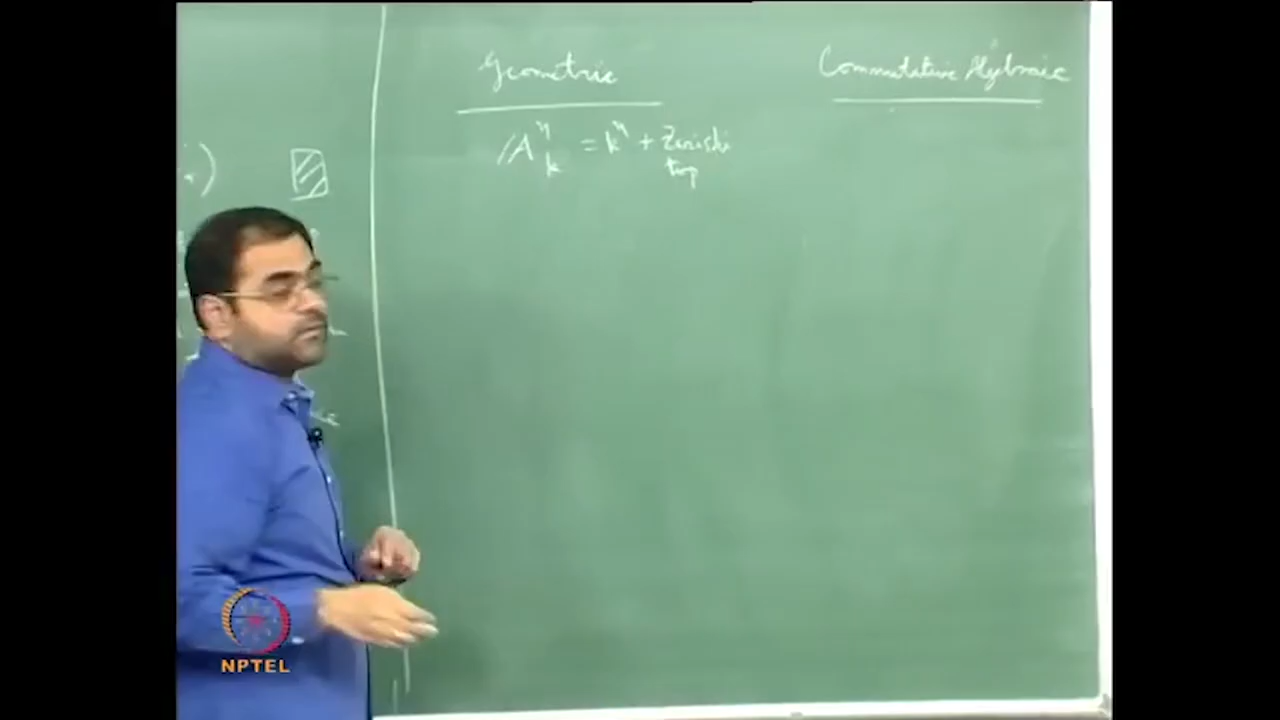 Geometric
Commutative Algebraic
𝔸ⁿₖ = kⁿ + Zariski
top
NPTEL